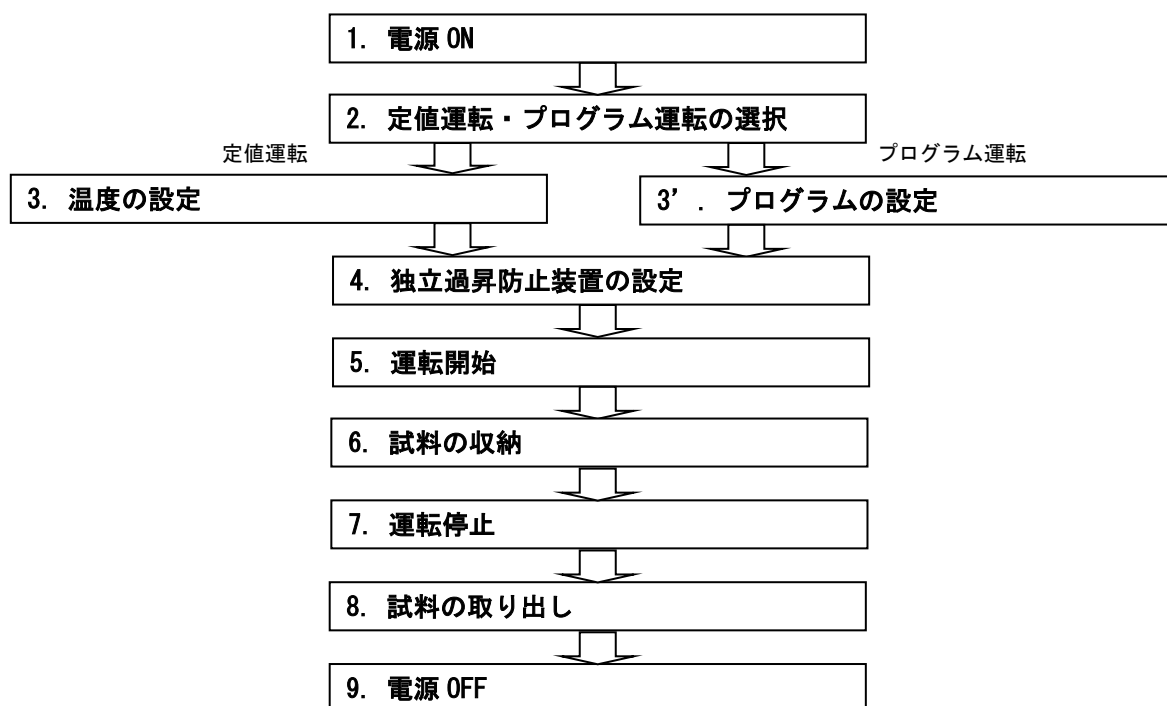 1. 電源 ON
2. 定値運転・プログラム運転の選択
定値運転
プログラム運転
3. 温度の設定
3’. プログラムの設定
4. 独立過昇防止装置の設定
5. 運転開始
6. 試料の収納
7. 運転停止
8. 試料の取り出し
9. 電源 OFF